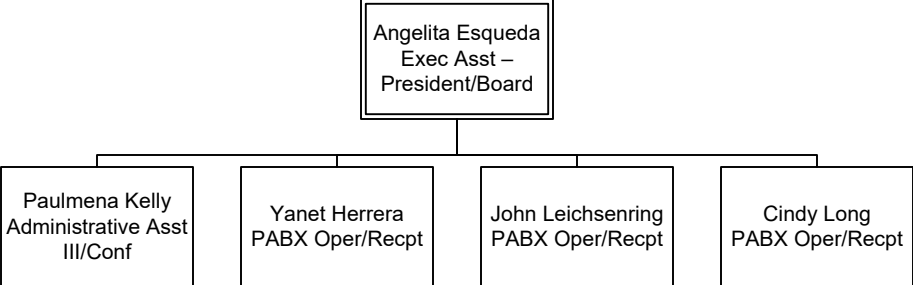 Angelita Esqueda
Exec Asst –
President/Board
Paulmena Kelly
Administrative Asst
III/Conf
Yanet Herrera
PABX Oper/Recpt
John Leichsenring
PABX Oper/Recpt
Cindy Long
PABX Oper/Recpt